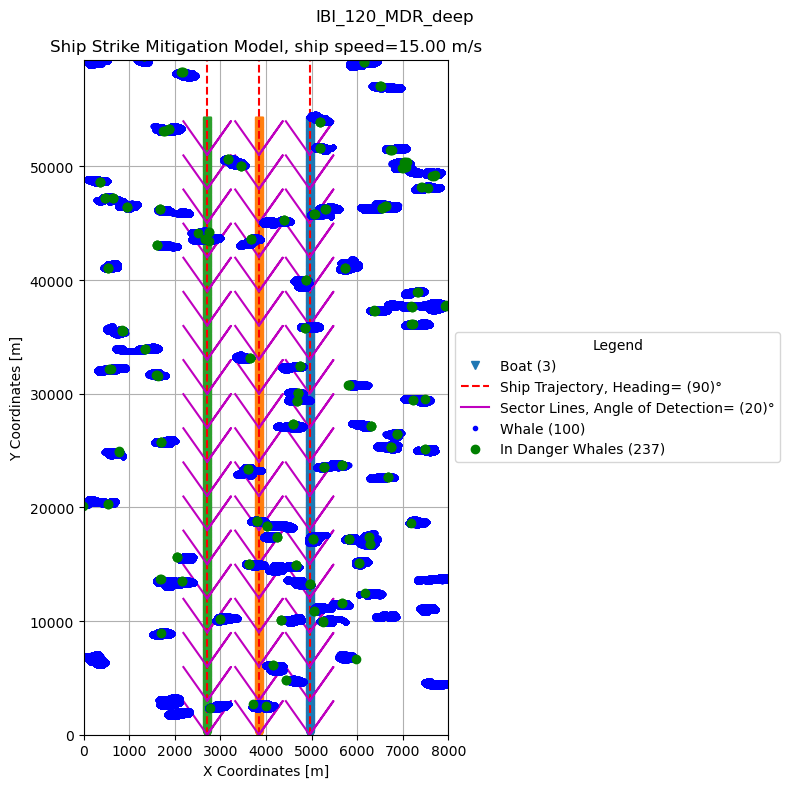 IBI_120_MDR_deep
Ship Strike Mitigation Model, ship speed=15.00 m/s
Y Coordinates [m]
50000
40000
30000
20000
10000
0
0 1000 2000 3000 4000 5000 6000 7000 8000
X Coordinates [m]
Legend
Boat (3)
Ship Trajectory, Heading= (90)°
Sector Lines, Angle of Detection= (20)°
Whale (100)
In Danger Whales (237)